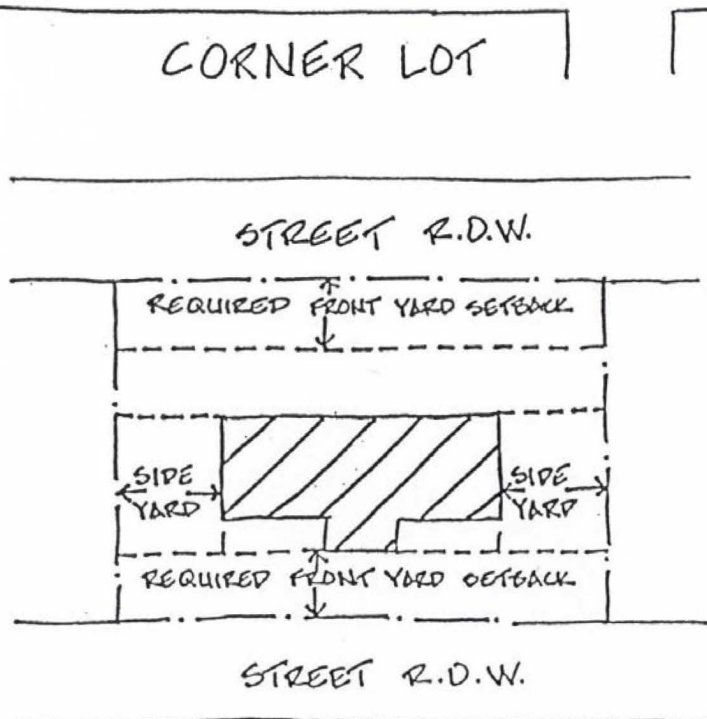 CORNER LOT
STREET R.O.W.
REQUIRED FRONT YARD SETBACK
SIDE
YARD
SIDE
YARD
REQUIRED FRONT YARD SETBACK
STREET R.O.W.